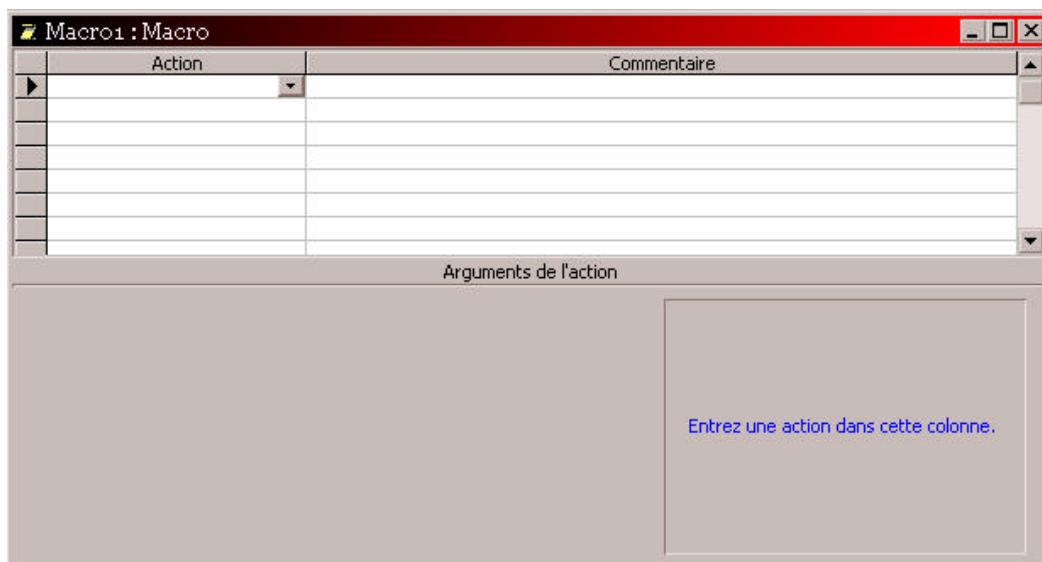 Macro1 : Macro
Action Commentaire
Arguments de l'action
Entrez une action dans cette colonne.